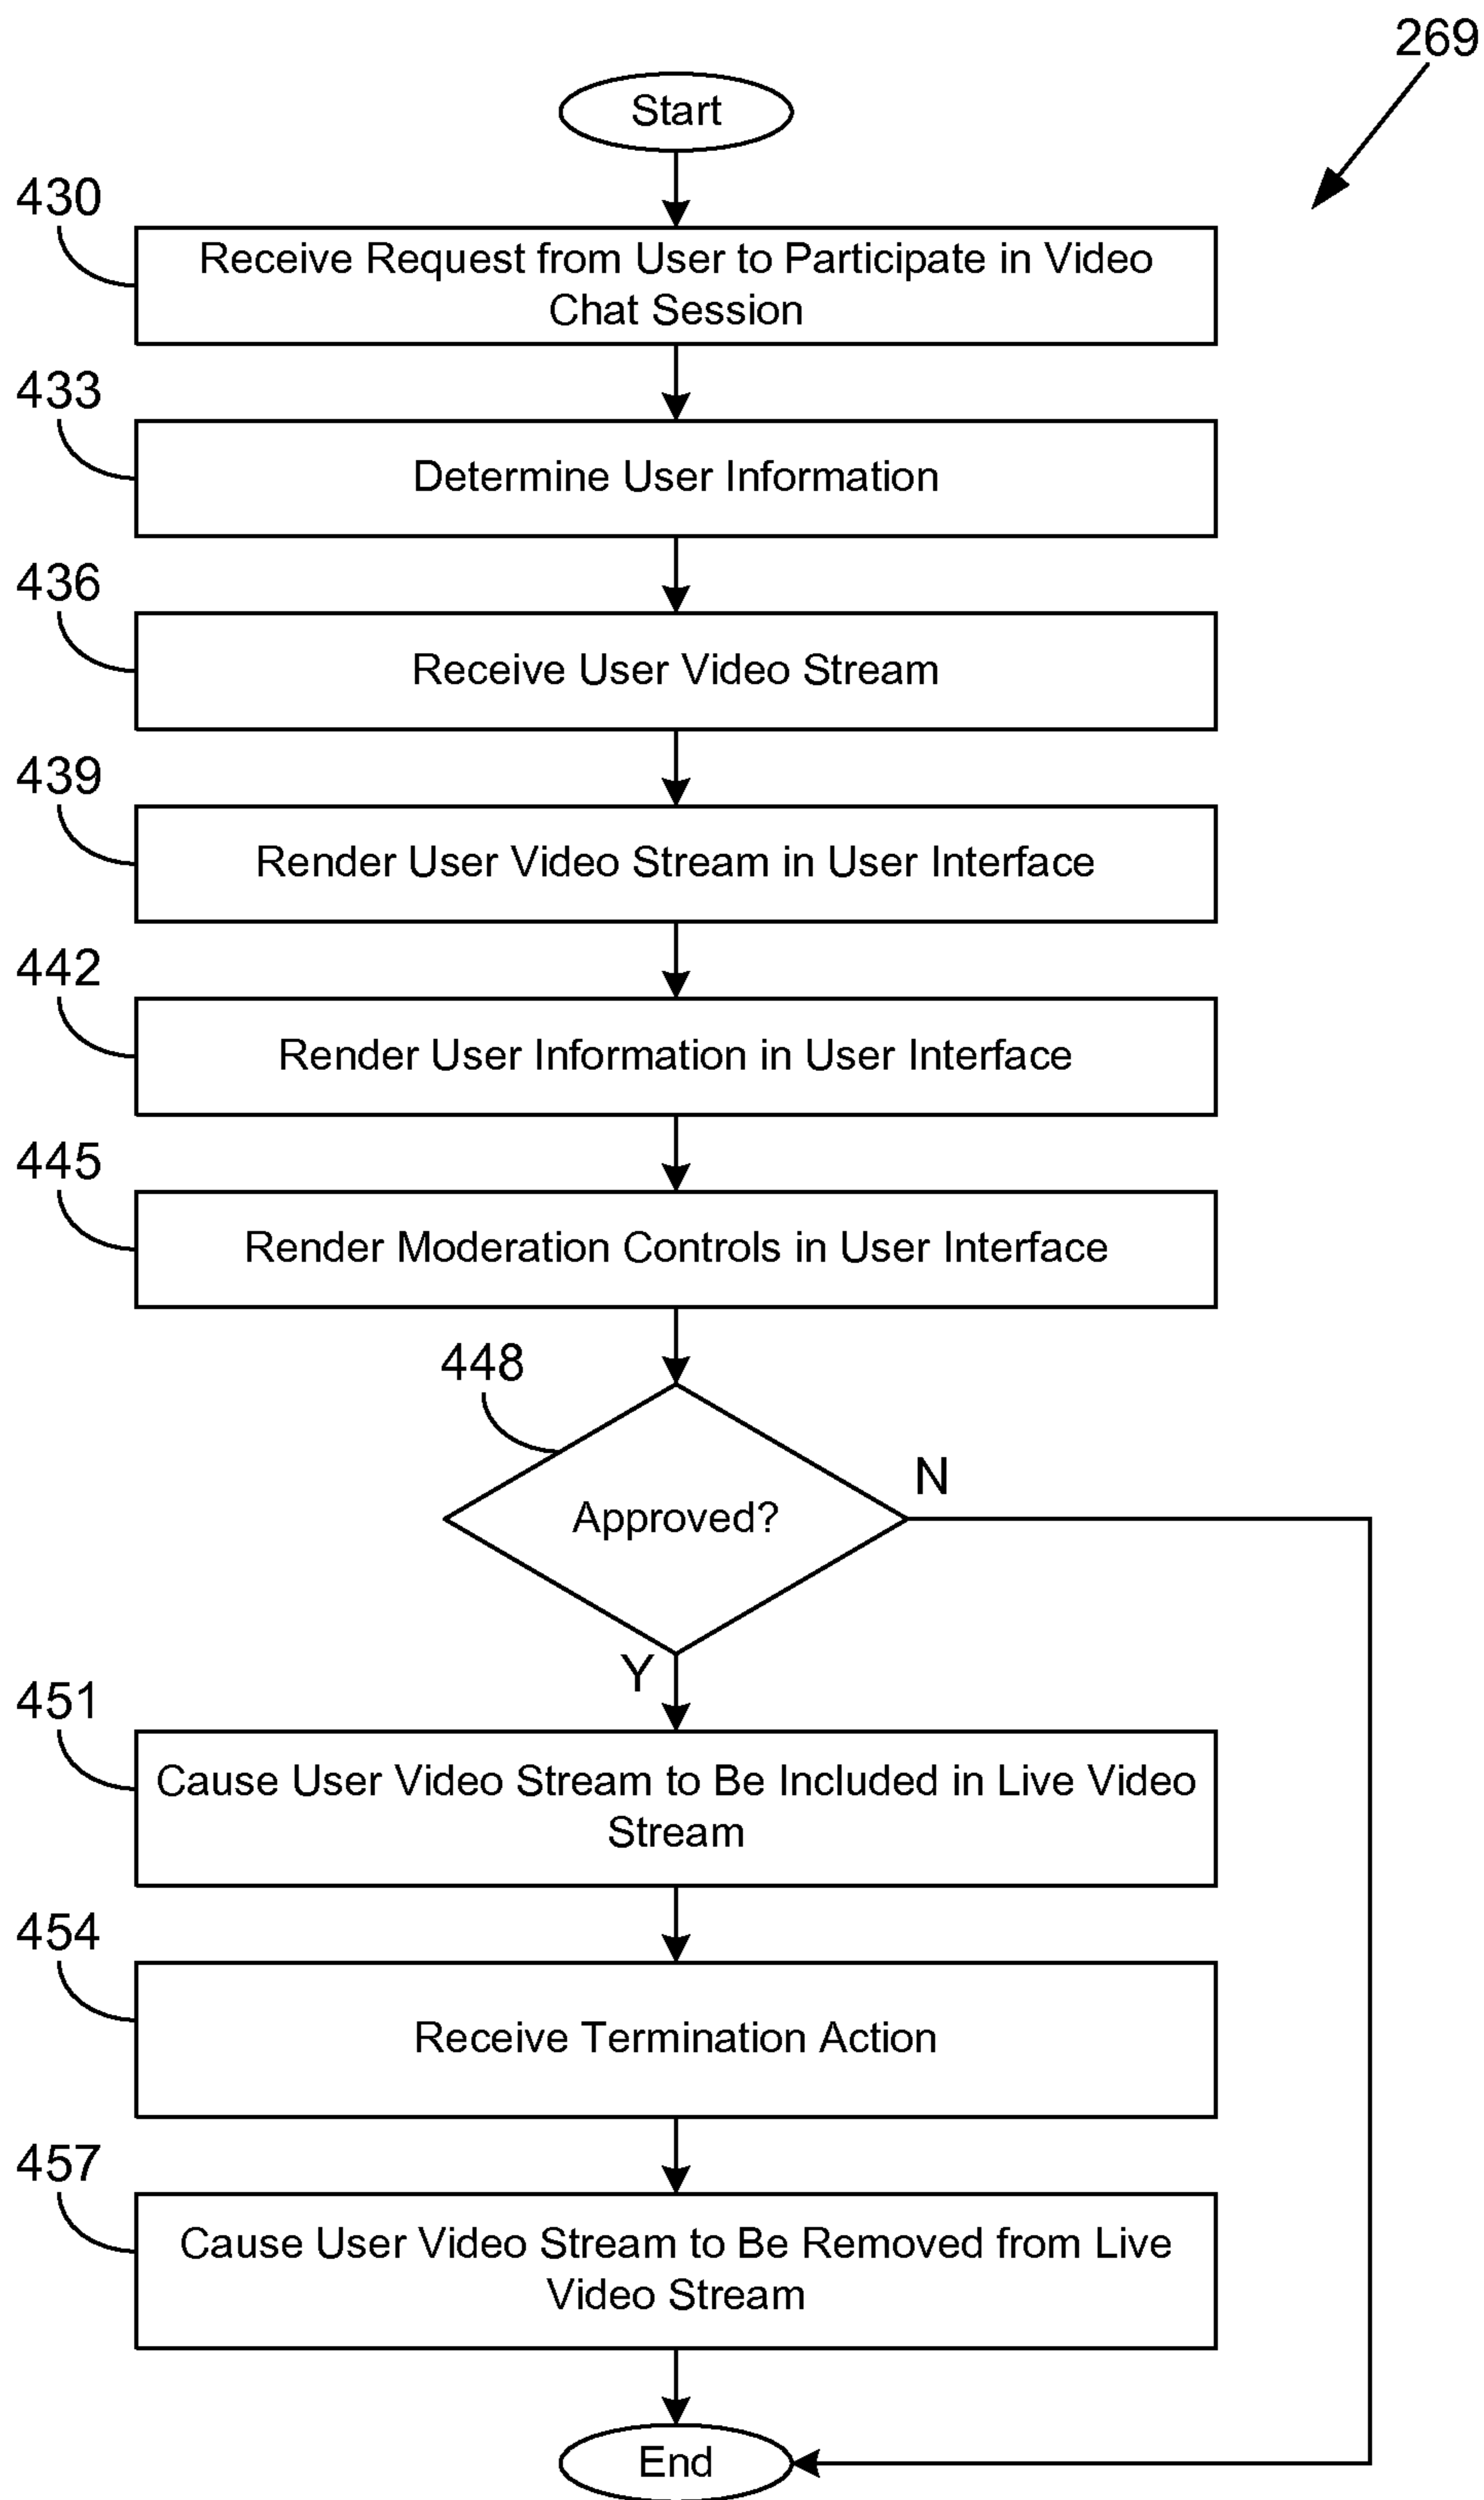 269
Start
430
Receive Request from User to Participate in Video
Chat Session
433
Determine User Information
436
Receive User Video Stream
439
Render User Video Stream in User Interface
442
Render User Information in User Interface
445
Render Moderation Controls in User Interface
448
Approved?
N
Y
451
Cause User Video Stream to Be Included in Live Video
Stream
454
Receive Termination Action
457
Cause User Video Stream to Be Removed from Live
Video Stream
End